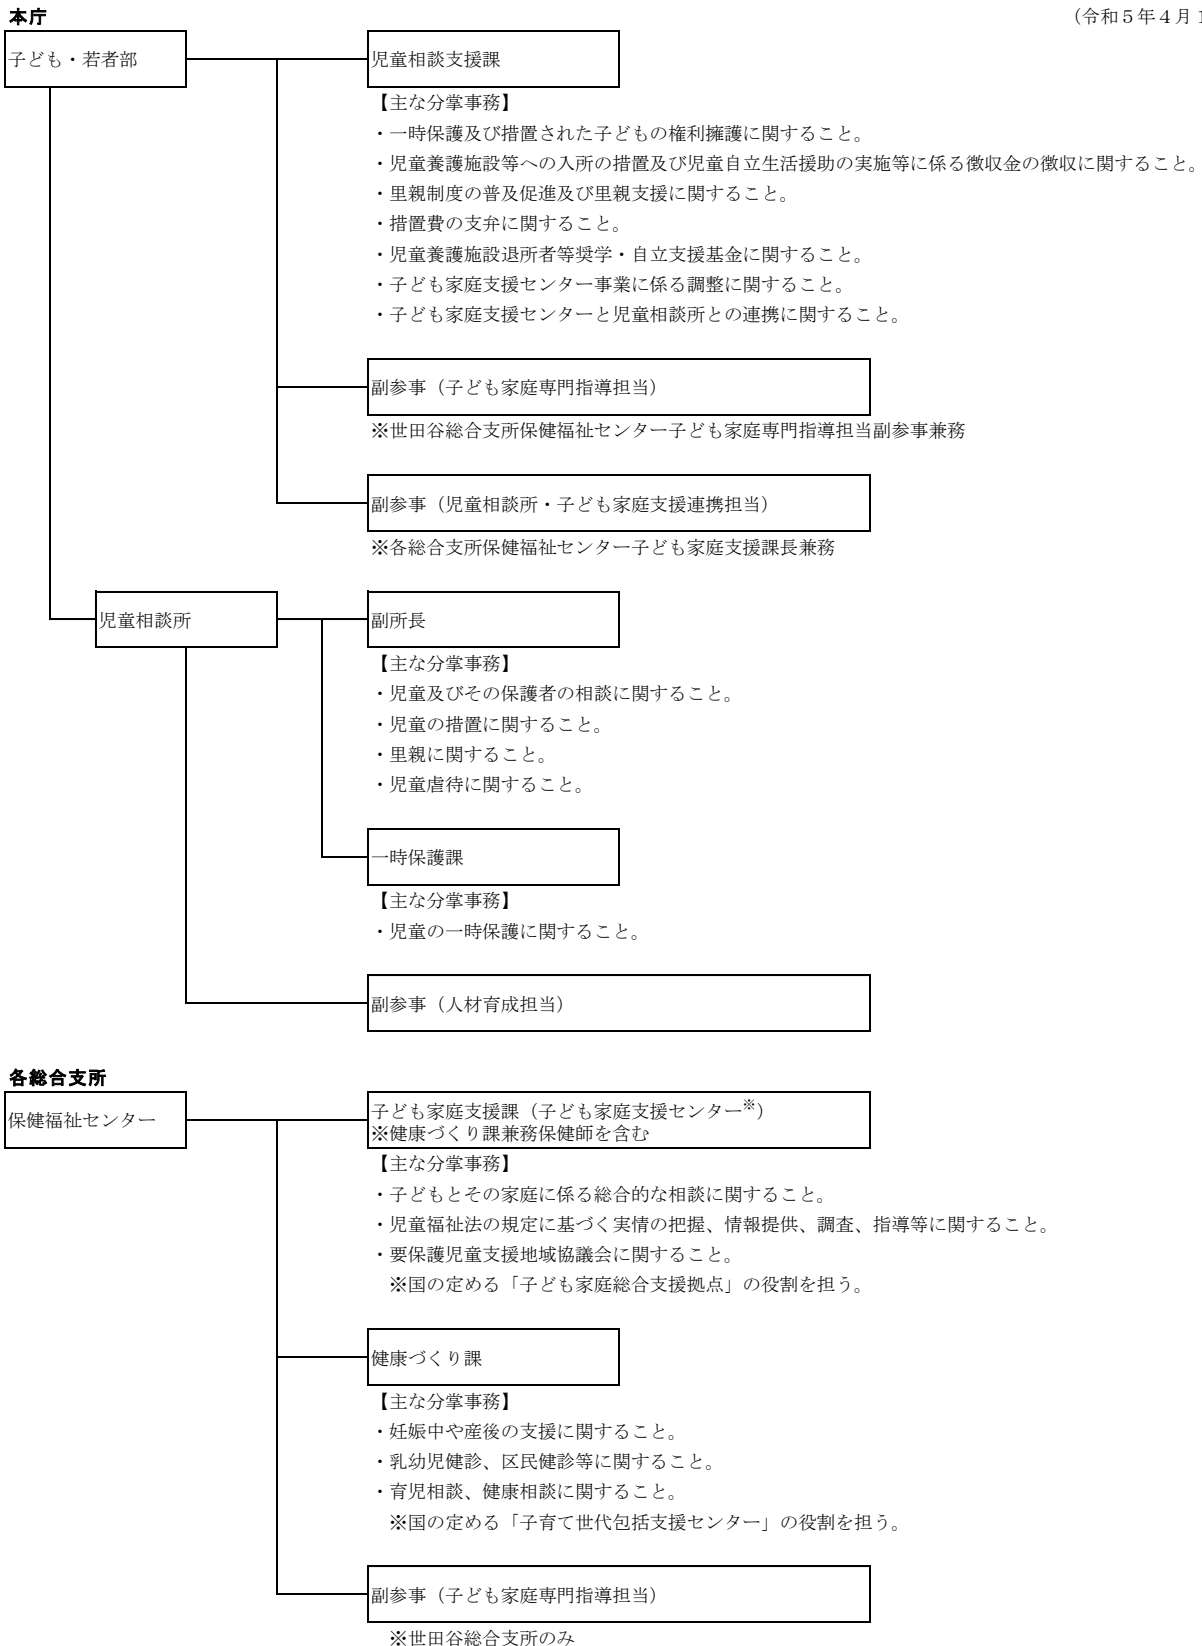 本庁
（令和５年４月１
子ども・若者部
児童相談支援課
【主な分掌事務】
・一時保護及び措置された子どもの権利擁護に関すること。
・児童養護施設等への入所の措置及び児童自立生活援助の実施等に係る徴収金の徴収に関すること。
・里親制度の普及促進及び里親支援に関すること。
・措置費の支弁に関すること。
・児童養護施設退所者等奨学・自立支援基金に関すること。
・子ども家庭支援センター事業に係る調整に関すること。
・子ども家庭支援センターと児童相談所との連携に関すること。
副参事（子ども家庭専門指導担当）
※世田谷総合支所保健福祉センター子ども家庭専門指導担当副参事兼務
副参事（児童相談所・子ども家庭支援連携担当）
※各総合支所保健福祉センター子ども家庭支援課長兼務
児童相談所
副所長
【主な分掌事務】
・児童及びその保護者の相談に関すること。
・児童の措置に関すること。
・里親に関すること。
・児童虐待に関すること。
一時保護課
【主な分掌事務】
・児童の一時保護に関すること。
副参事（人材育成担当）
各総合支所
保健福祉センター
子ども家庭支援課（子ども家庭支援センター※）
※健康づくり課兼務保健師を含む
【主な分掌事務】
・子どもとその家庭に係る総合的な相談に関すること。
・児童福祉法の規定に基づく実情の把握、情報提供、調査、指導等に関すること。
・要保護児童支援地域協議会に関すること。
※国の定める「子ども家庭総合支援拠点」の役割を担う。
健康づくり課
【主な分掌事務】
・妊娠中や産後の支援に関すること。
・乳幼児健診、区民健診等に関すること。
・育児相談、健康相談に関すること。
※国の定める「子育て世代包括支援センター」の役割を担う。
副参事（子ども家庭専門指導担当）
※世田谷総合支所のみ